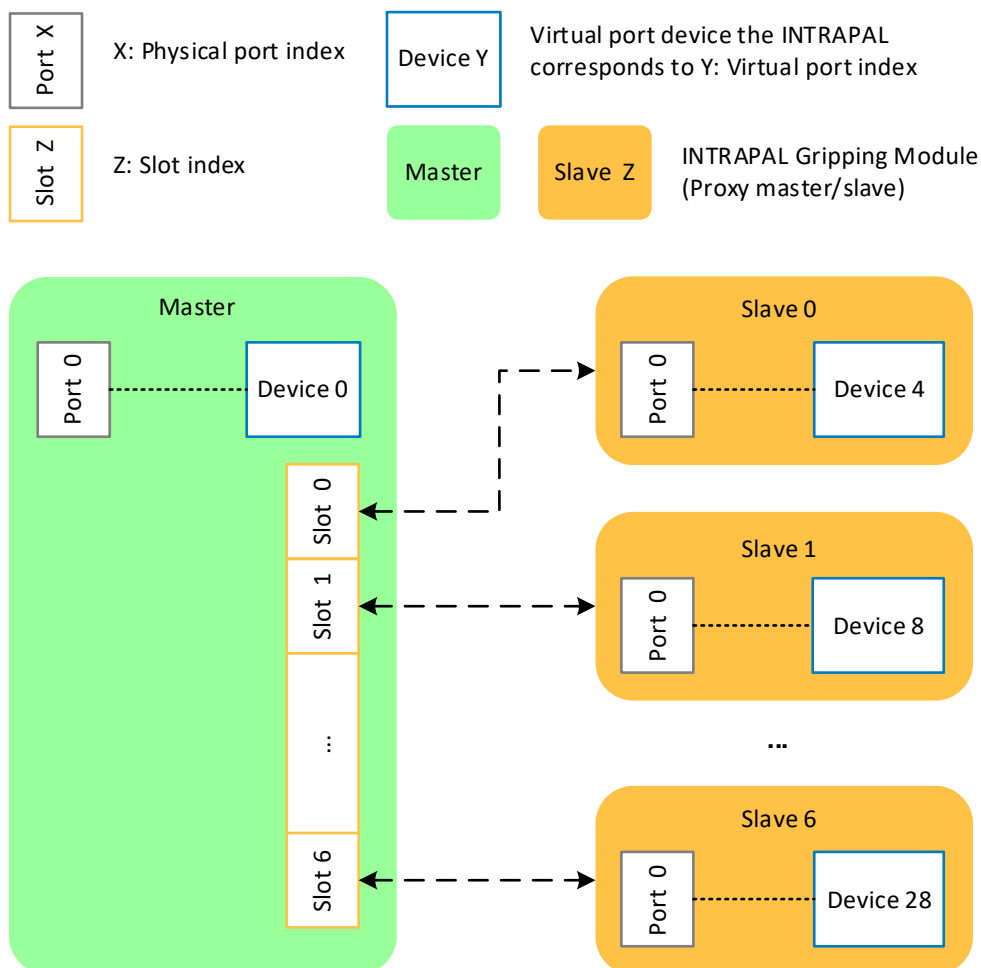 Port X
X: Physical port index
Device Y
Virtual port device the INTRAPAL
corresponds to Y: Virtual port index
Slot Z
Z: Slot index
Master
Slave Z
INTRAPAL Gripping Module
(Proxy master/slave)
Master
Port 0
Device 0
Slot 0
Slot 1
...
Slot 6
Slave 0
Port 0
Device 4
Slave 1
Port 0
Device 8
...
Slave 6
Port 0
Device 28